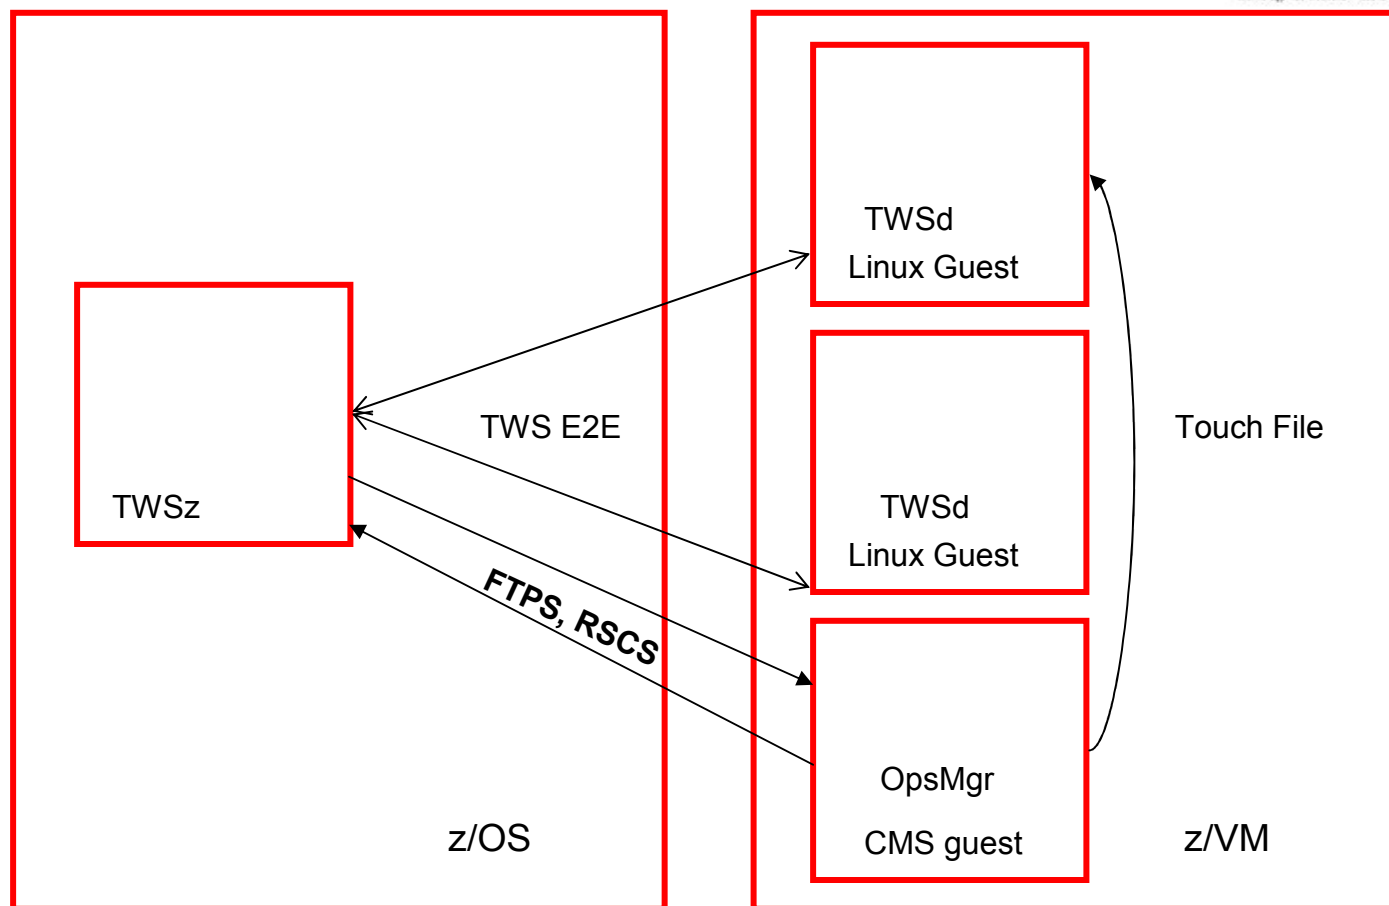 TWSd
Linux Guest
TWS E2E
Touch File
TWSz
TWSd
Linux Guest
FTPS, RSCS
OpsMgr
CMS guest
z/OS
z/VM